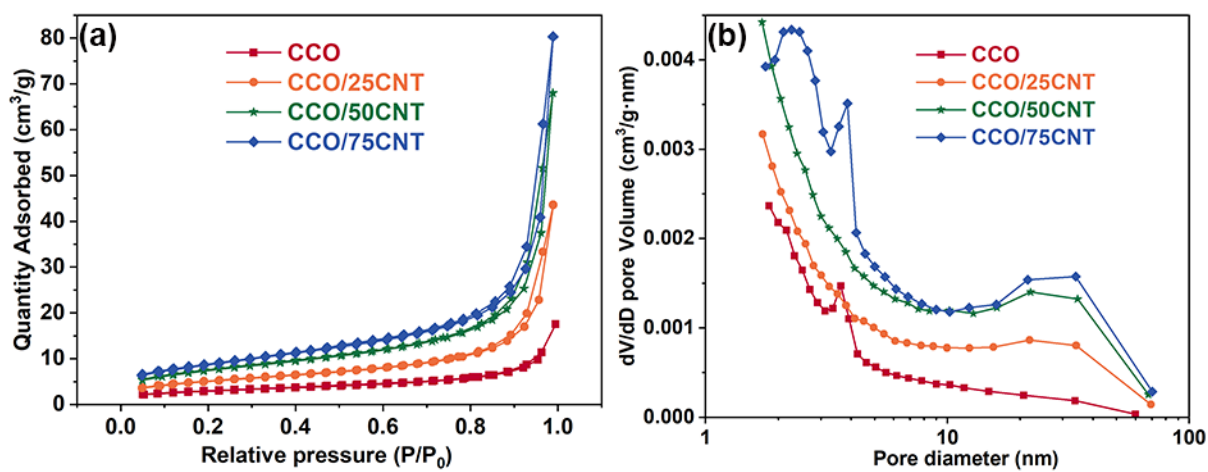 (a)
CCO
CCO/25CNT
CCO/50CNT
CCO/75CNT
Quantity Adsorbed (cm³/g)
80
70
60
50
40
30
20
10
0
0.0 0.2 0.4 0.6 0.8 1.0
Relative pressure (P/P₀)
(b)
CCO
CCO/25CNT
CCO/50CNT
CCO/75CNT
dV/dD pore Volume (cm³/g·nm)
0.004
0.003
0.002
0.001
0.000
1 10 100
Pore diameter (nm)